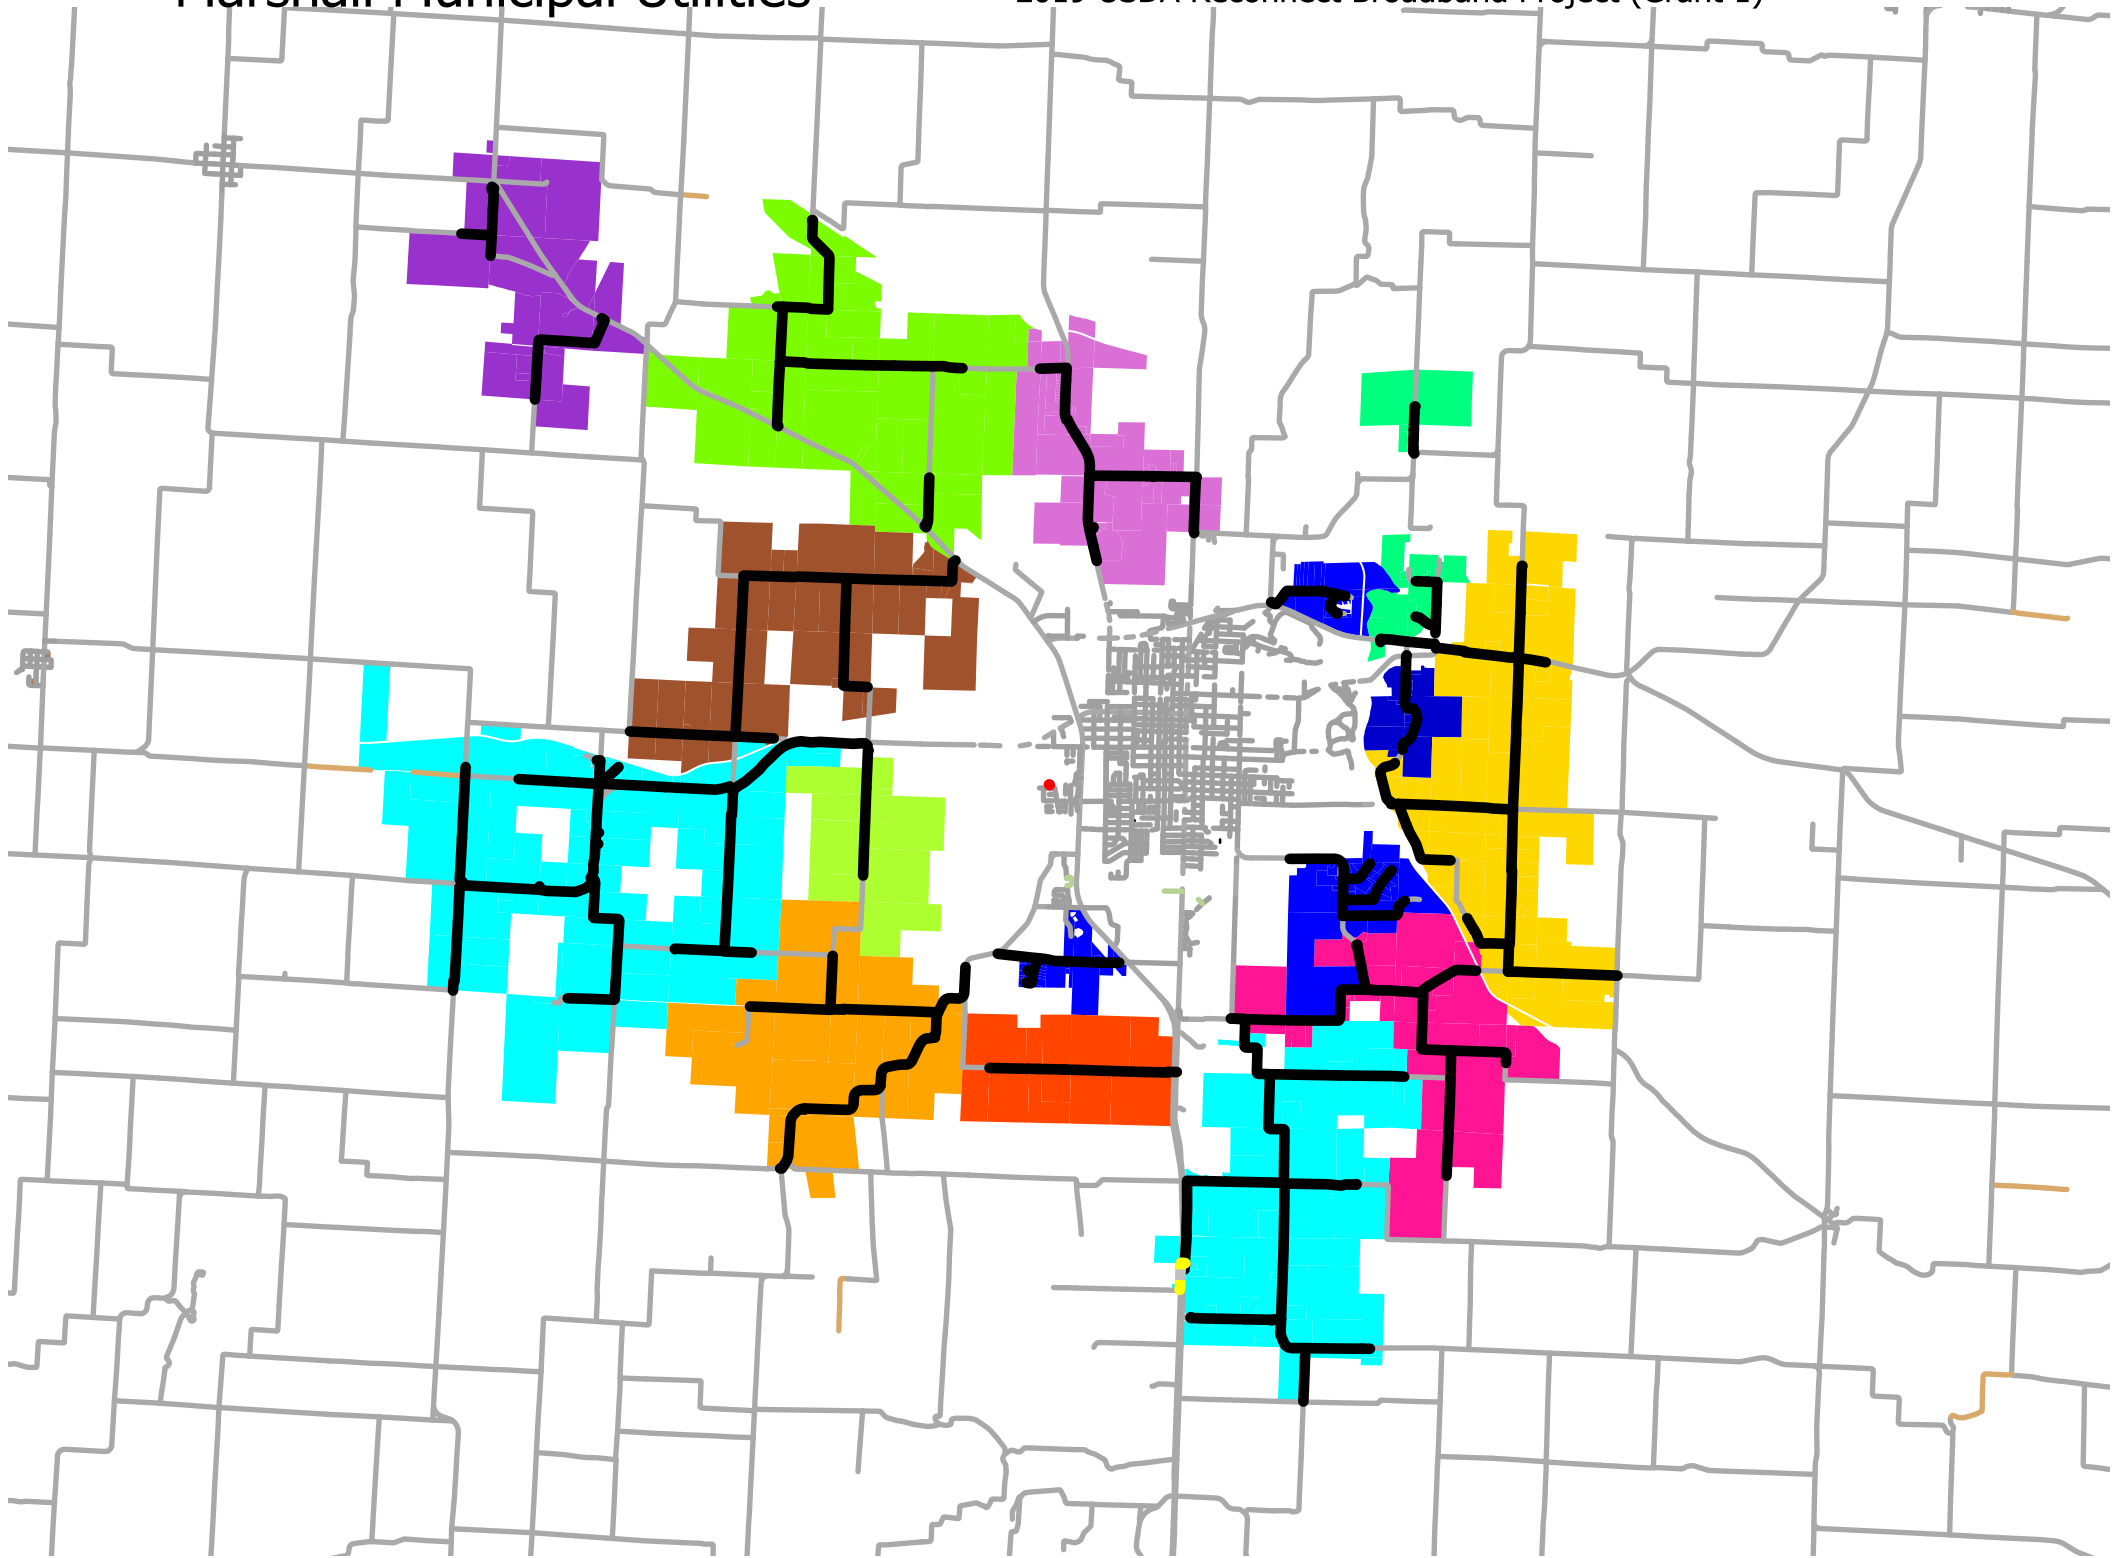 Marshall Municipal Utilities
2019 USDA Reconnect Broadband Project (Grant 1)